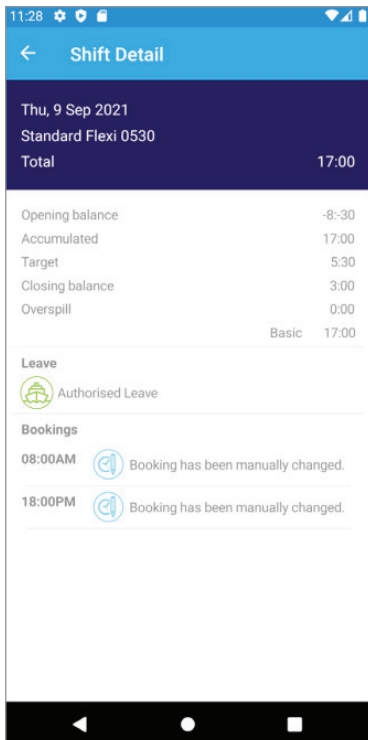 11:28
Shift Detail
Thu, 9 Sep 2021
Standard Flexi 0530
Total 17:00
Opening balance -8:-30
Accumulated 17:00
Target 5:30
Closing balance 3:00
Overspill 0:00
Basic 17:00
Leave
Authorised Leave
Bookings
08:00AM Booking has been manually changed.
18:00PM Booking has been manually changed.